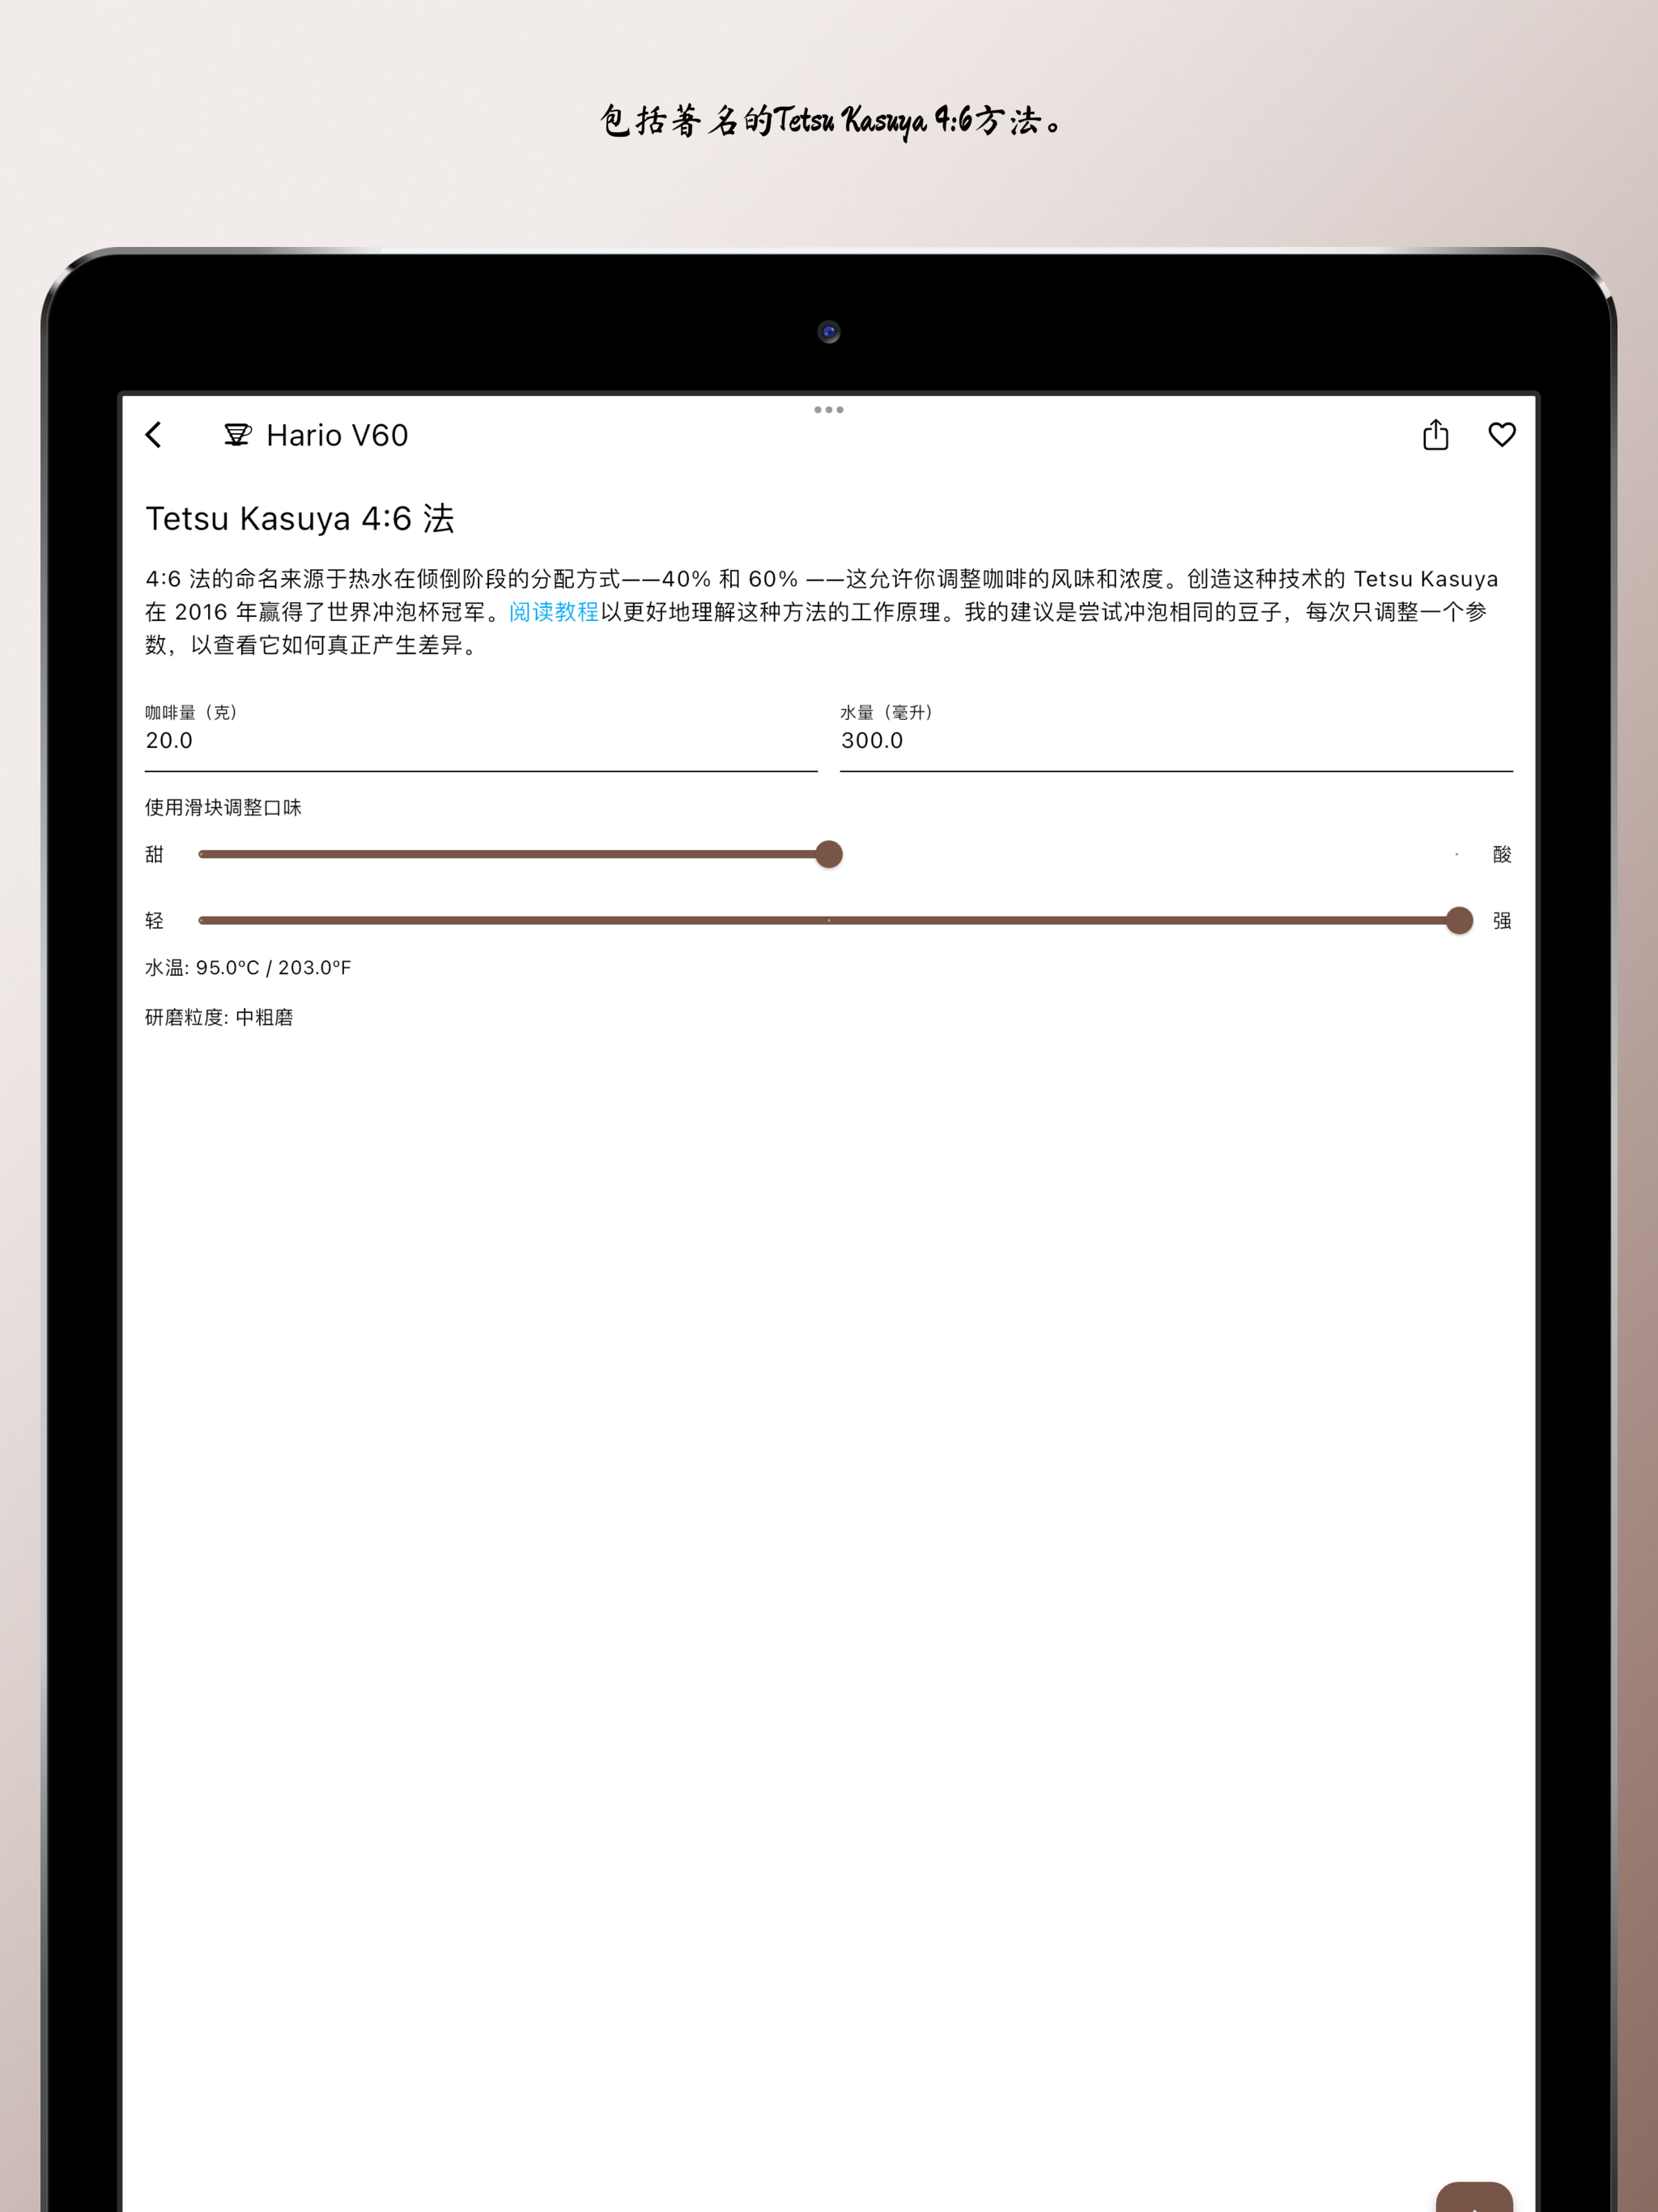 包括著名的Tetsu Kasuya 4:6方法。
Hario V60
Tetsu Kasuya 4:6 法
4:6 法的命名来源于热水在倾倒阶段的分配方式——40% 和 60% ——这允许你调整咖啡的风味和浓度。创造这种技术的 Tetsu Kasuya
在 2016 年赢得了世界冲泡杯冠军。阅读教程以更好地理解这种方法的工作原理。我的建议是尝试冲泡相同的豆子，每次只调整一个参
数，以查看它如何真正产生差异。
咖啡量（克） 水量（毫升）
20.0 300.0
使用滑块调整口味
甜 酸
轻 强
水温: 95.0ºC / 203.0ºF
研磨粒度: 中粗磨